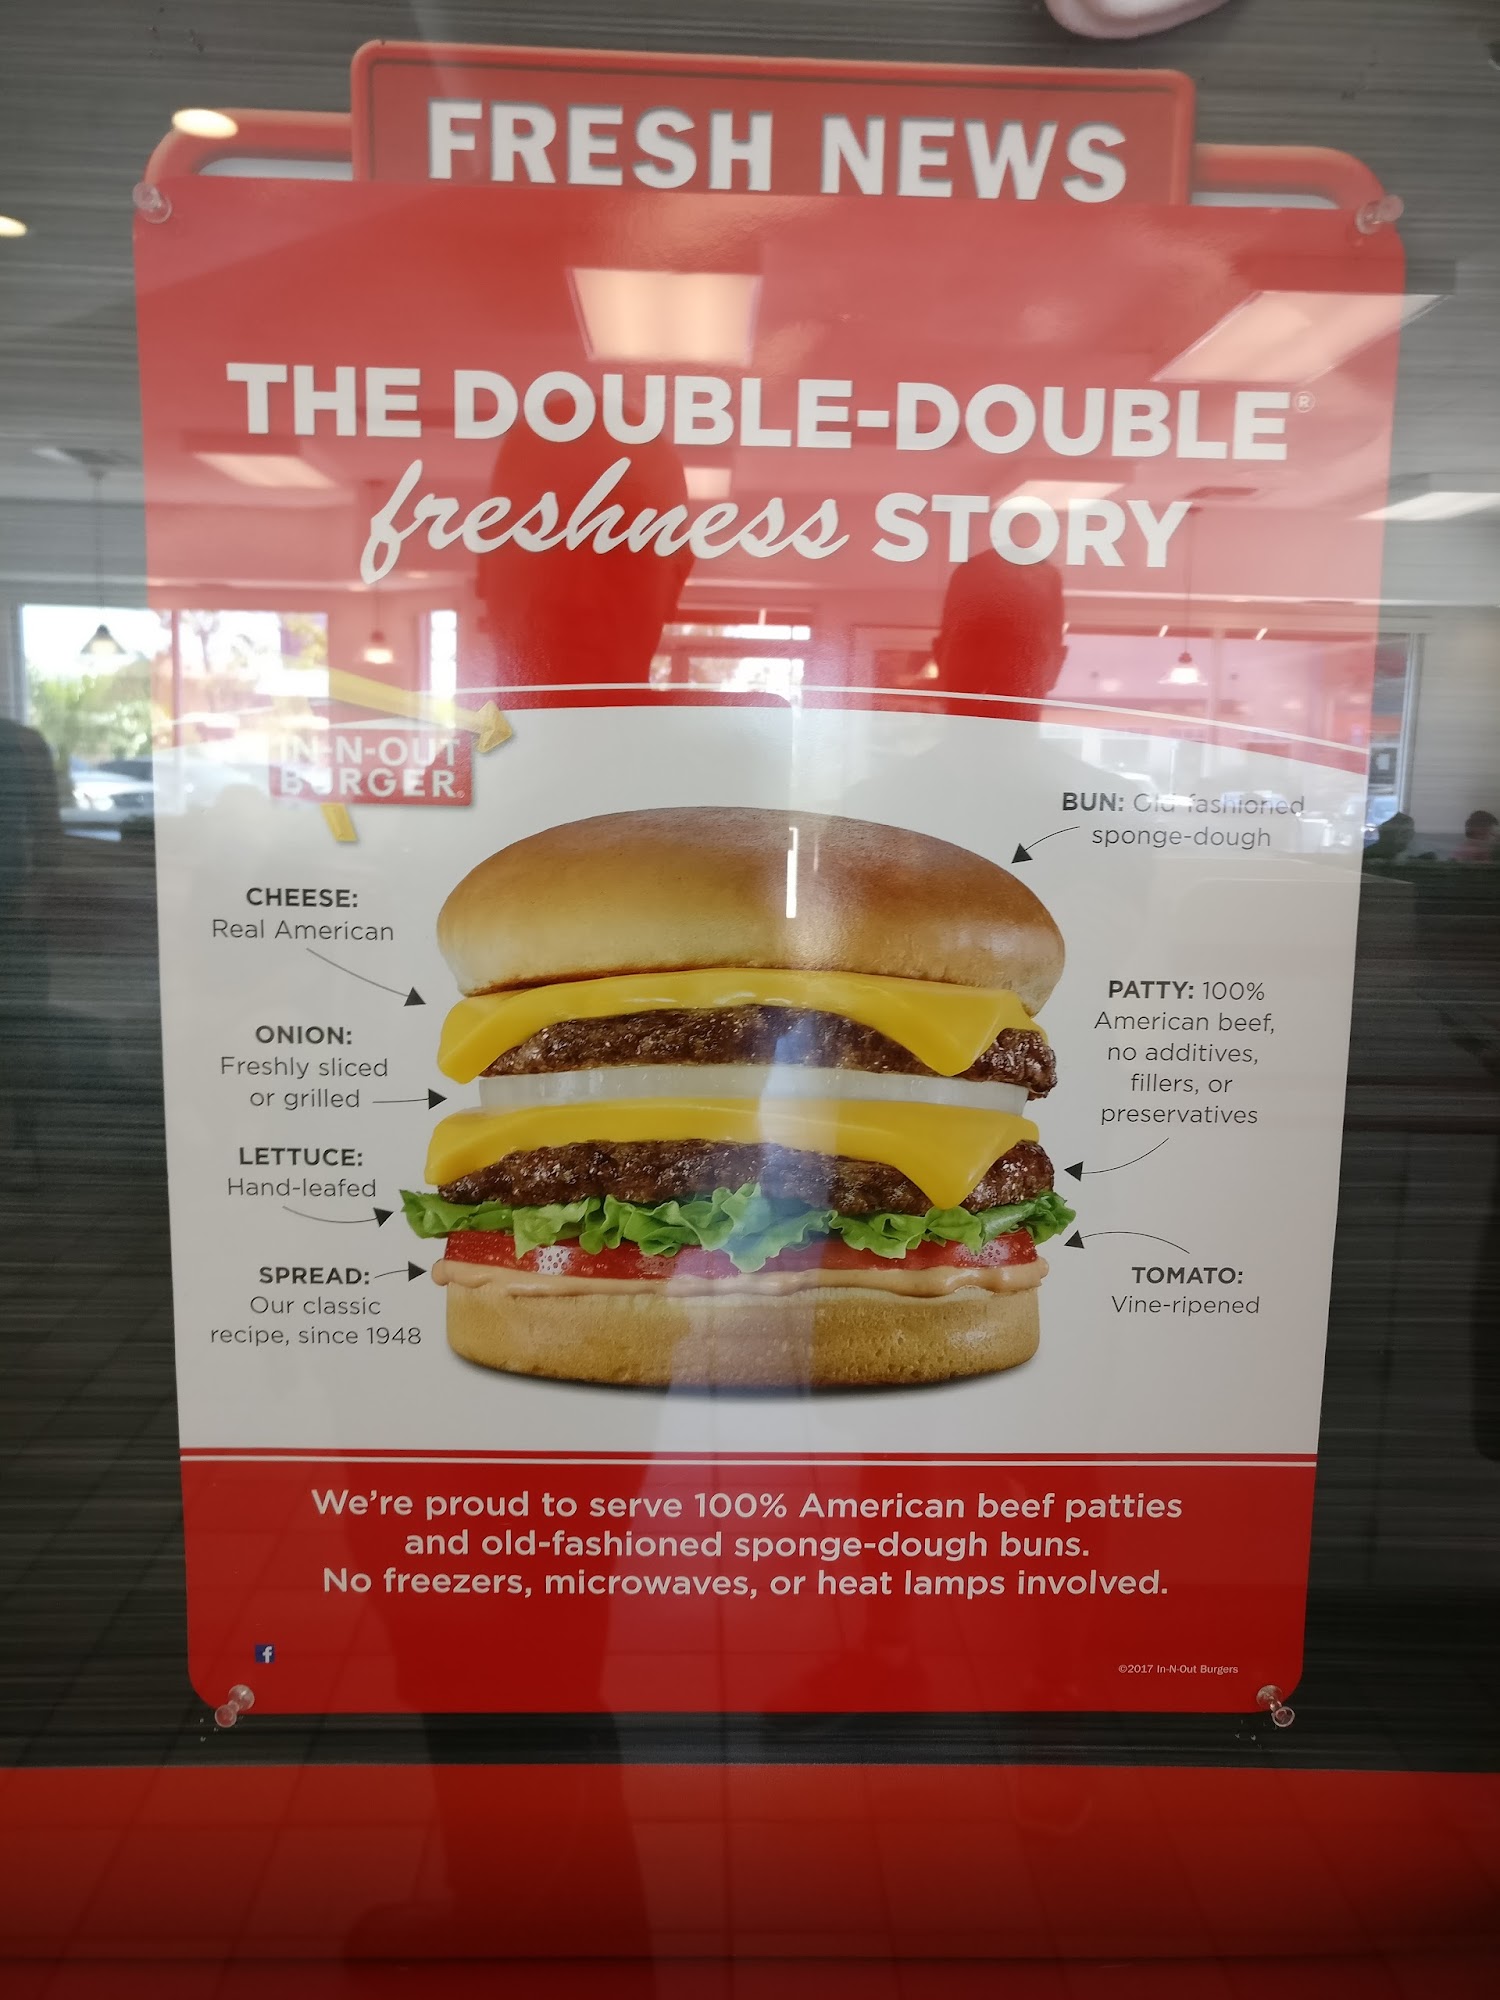 FRESH NEWS
THE DOUBLE-DOUBLE®
freshness STORY
IN-N-OUT
BURGER®
BUN: Old fashioned
sponge-dough
CHEESE:
Real American
ONION:
Freshly sliced
or grilled
LETTUCE:
Hand-leafed
SPREAD:
Our classic
recipe, since 1948
PATTY: 100%
American beef,
no additives,
fillers, or
preservatives
TOMATO:
Vine-ripened
We're proud to serve 100% American beef patties
and old-fashioned sponge-dough buns.
No freezers, microwaves, or heat lamps involved.
f
©2017 In-N-Out Burgers